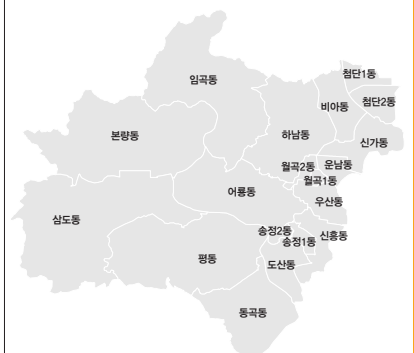 첨단1동
임곡동
첨단2동
비아동
하남동
본량동
신가동
월곡2동
운남동
월곡1동
어룡동
우산동
삼도동
송정2동
신흥동
송정1동
평동
도산동
동곡동